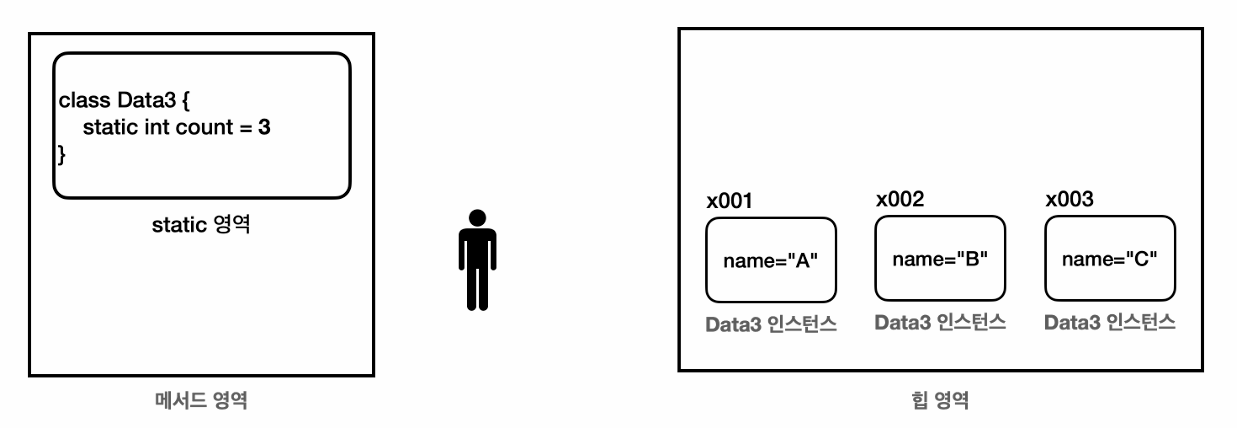 class Data3 {
static int count = 3
}
static 영역
메서드 영역
x001
x002
x003
name="A"
name="B"
name="C"
Data3 인스턴스
Data3 인스턴스
Data3 인스턴스
힙 영역